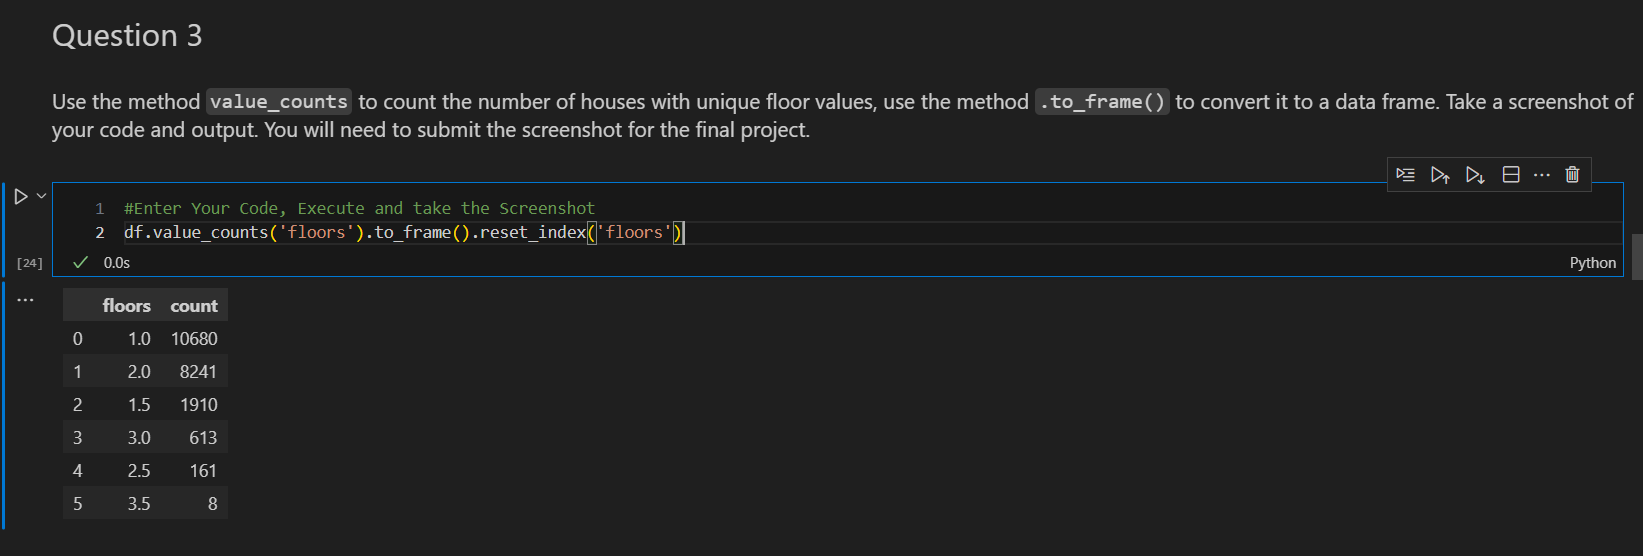 Question 3
Use the method value_counts to count the number of houses with unique floor values, use the method .to_frame() to convert it to a data frame. Take a screenshot of
your code and output. You will need to submit the screenshot for the final project.
1 #Enter Your Code, Execute and take the Screenshot
2 df.value_counts('floors').to_frame().reset_index('floors')
[24] 0.0s Python
floors count
0 1.0 10680
1 2.0 8241
2 1.5 1910
3 3.0 613
4 2.5 161
5 3.5 8